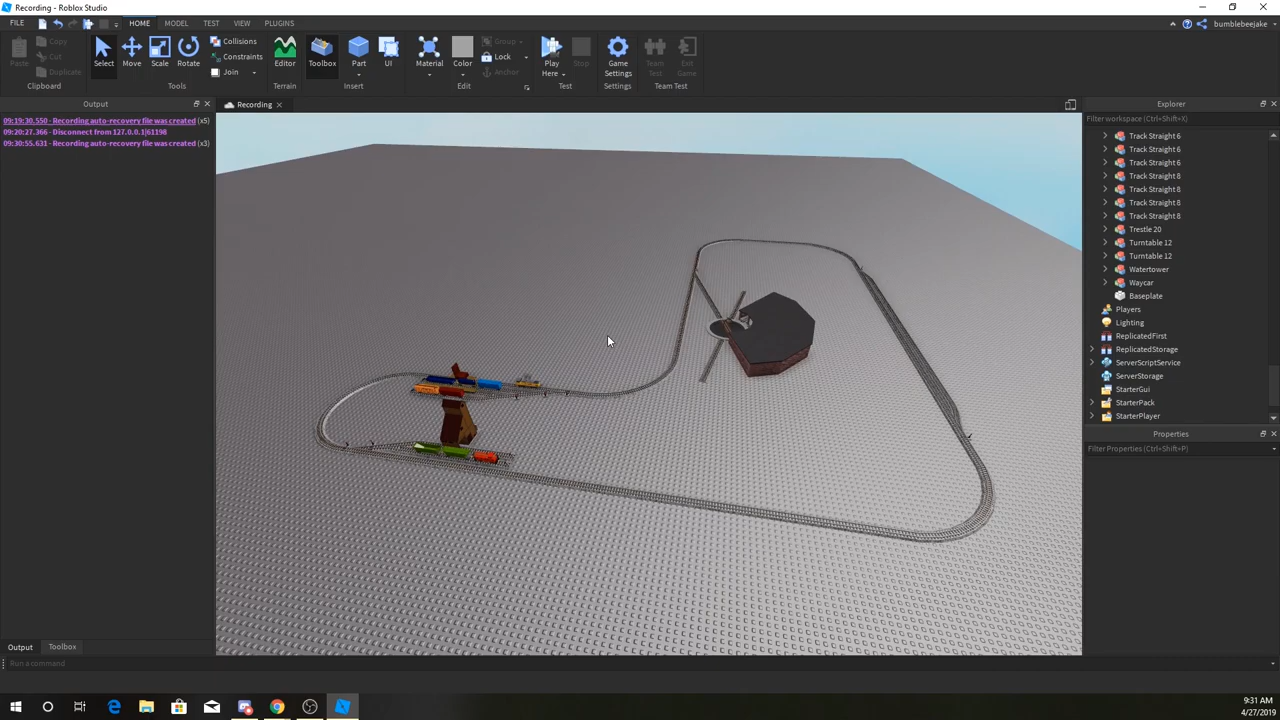 Recording - Roblox Studio
FILE HOME MODEL TEST VIEW PLUGINS bumblebeejake
Paste Copy Cut Duplicate Clipboard
Select Move Scale Rotate Collisions Constraints Join Tools
Editor Terrain
Toolbox Part UI Insert
Material Color Group Lock Anchor Edit
Play Here Stop Test
Game Settings Settings
Team Test Exit Game Team Test
Output
Recording
Explorer
09:19:30.550 - Recording auto-recovery file was created (x5)
09:20:27.366 - Disconnect from 127.0.0.1|61198
09:30:55.631 - Recording auto-recovery file was created (x3)
Filter workspace (Ctrl+Shift+X)
Track Straight 6
Track Straight 6
Track Straight 6
Track Straight 8
Track Straight 8
Track Straight 8
Track Straight 8
Trestle 20
Turntable 12
Turntable 12
Watertower
Waycar
Baseplate
Players
Lighting
ReplicatedFirst
ReplicatedStorage
ServerScriptService
ServerStorage
StarterGui
StarterPack
StarterPlayer
Properties
Filter Properties (Ctrl+Shift+P)
Output Toolbox
Run a command
9:31 AM
4/27/2019